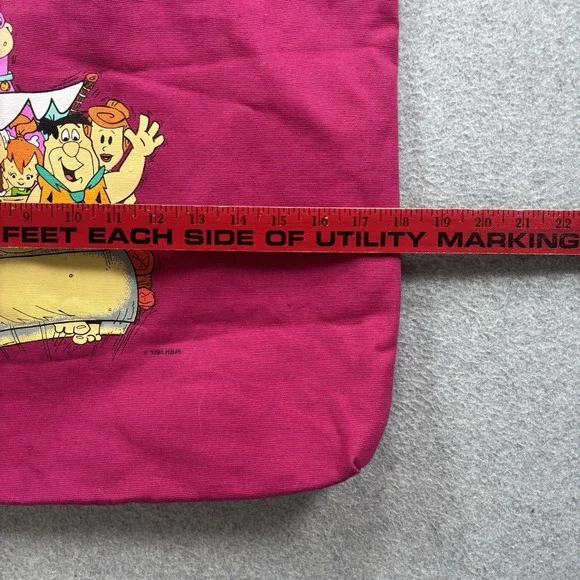 9 10 11 12 13 14 15 16 17 18 19 20 21 22
FEET EACH SIDE OF UTILITY MARKING
© 1994 H-B.P.I.